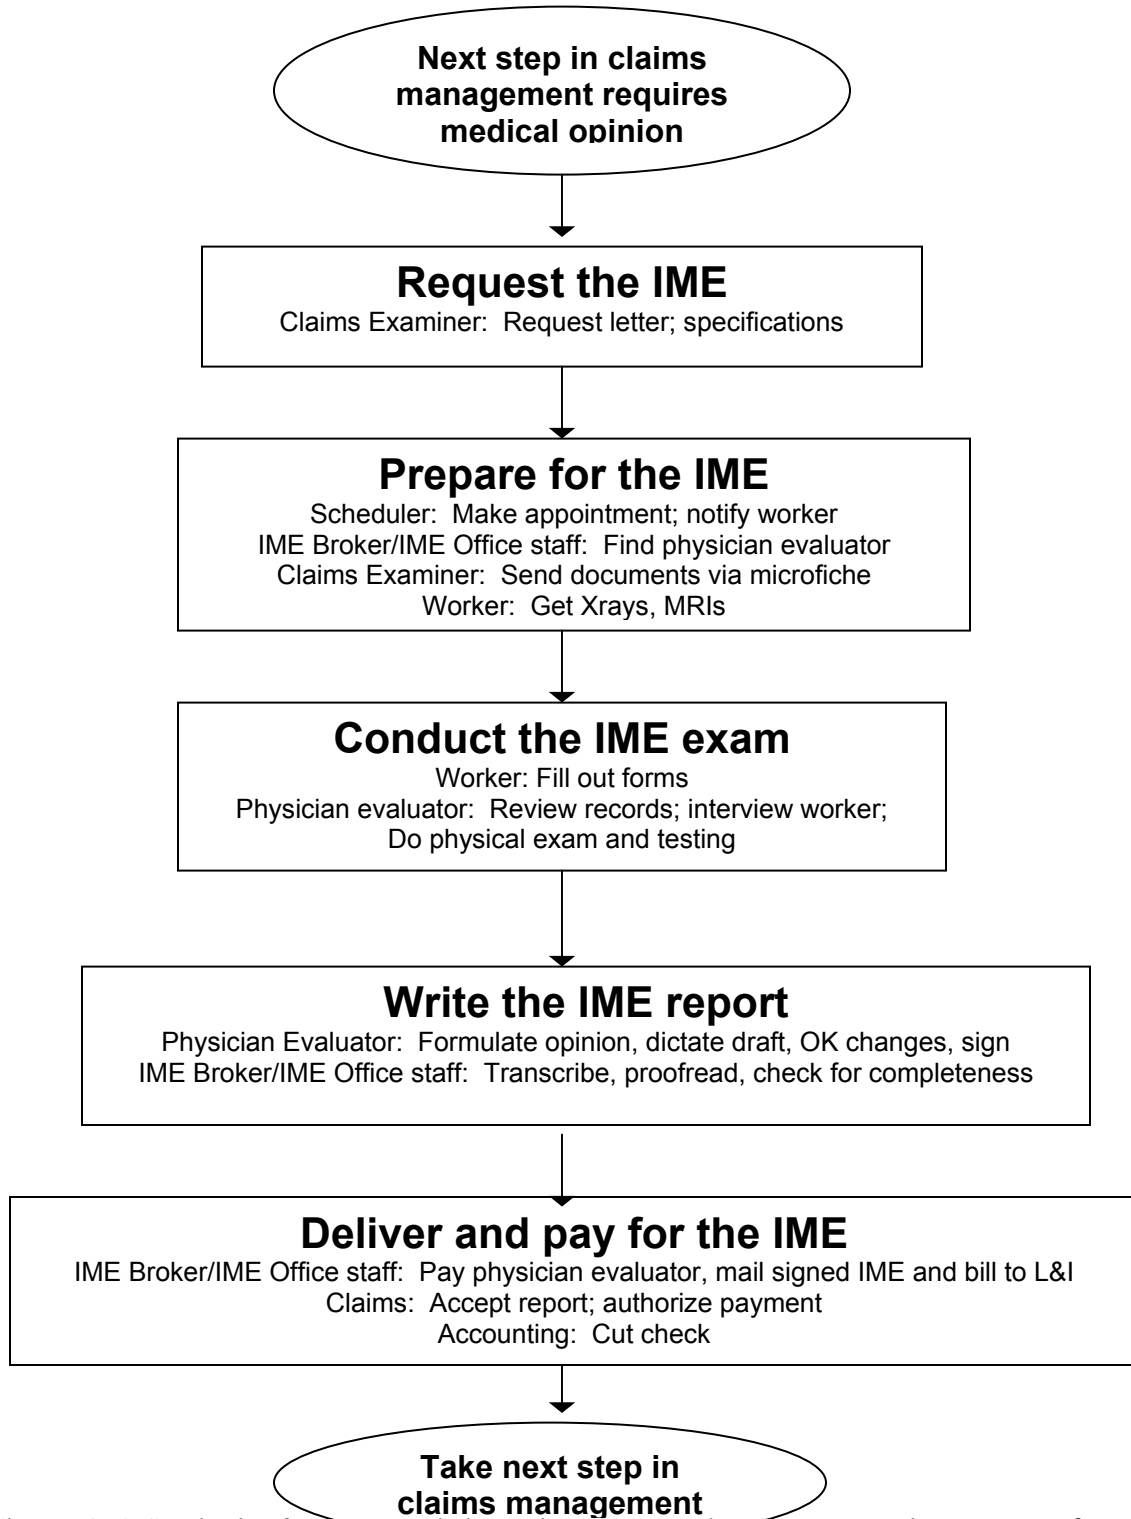 Next step in claims
management requires
medical opinion
Request the IME
Claims Examiner: Request letter; specifications
Prepare for the IME
Scheduler: Make appointment; notify worker
IME Broker/IME Office staff: Find physician evaluator
Claims Examiner: Send documents via microfiche
Worker: Get Xrays, MRIs
Conduct the IME exam
Worker: Fill out forms
Physician evaluator: Review records; interview worker;
Do physical exam and testing
Write the IME report
Physician Evaluator: Formulate opinion, dictate draft, OK changes, sign
IME Broker/IME Office staff: Transcribe, proofread, check for completeness
Deliver and pay for the IME
IME Broker/IME Office staff: Pay physician evaluator, mail signed IME and bill to L&I
Claims: Accept report; authorize payment
Accounting: Cut check
Take next step in
claims management